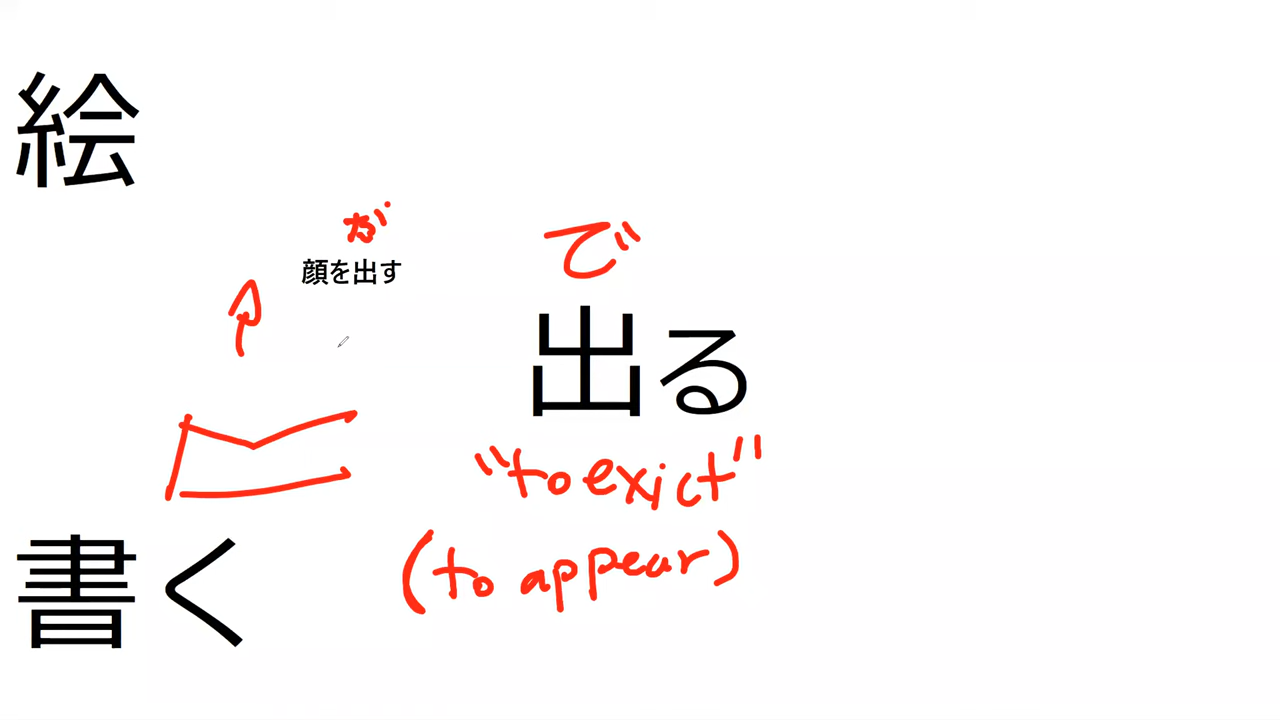 絵
が
顔を出す
で
出る
"to exict"
(to appear)
書く